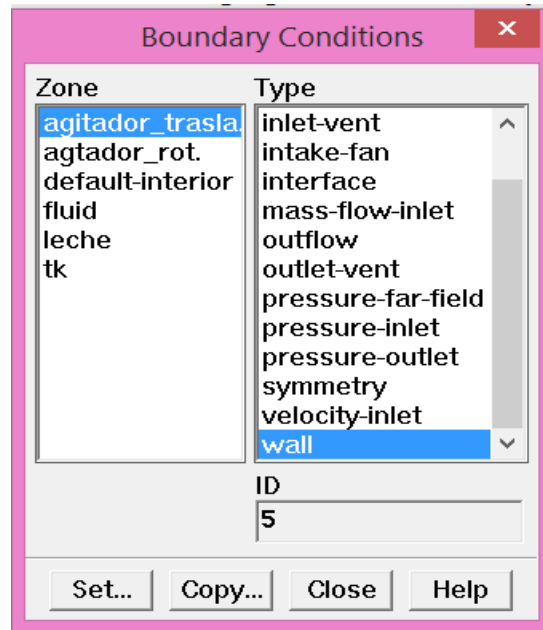 Boundary Conditions
Zone
Type
agitador_trasla.
agtador_rot.
default-interior
fluid
leche
tk
inlet-vent
intake-fan
interface
mass-flow-inlet
outflow
outlet-vent
pressure-far-field
pressure-inlet
pressure-outlet
symmetry
velocity-inlet
wall
ID
5
Set... Copy... Close Help